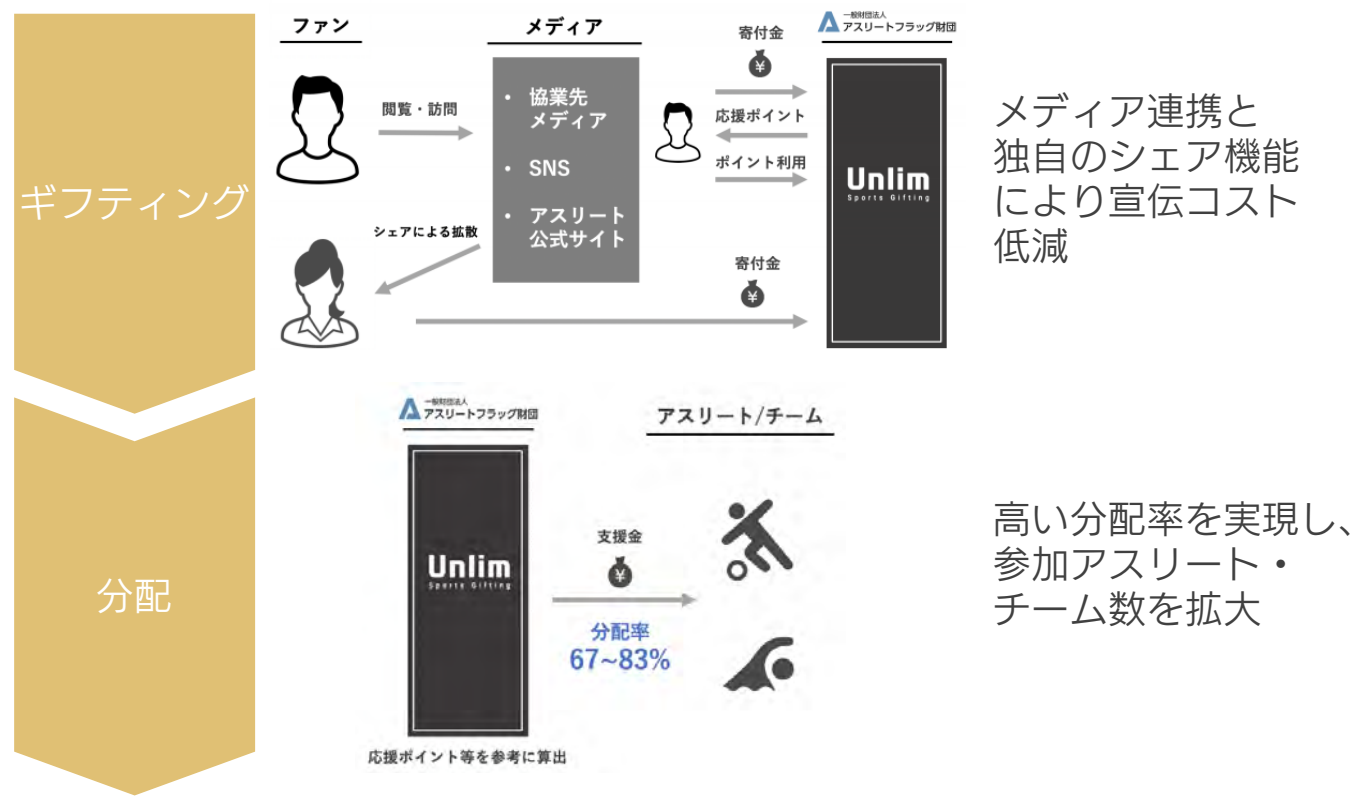 ギフティング
ファン
閲覧・訪問
シェアによる拡散
メディア
・ 協業先
メディア
・ SNS
・ アスリート
公式サイト
寄付金
¥
応援ポイント
ポイント利用
寄付金
¥
一般財団法人
アスリートフラッグ財団
Unlim
Sports Gifting
メディア連携と
独自のシェア機能
により宣伝コスト
低減
分配
一般財団法人
アスリートフラッグ財団
Unlim
Sports Gifting
応援ポイント等を参考に算出
支援金
¥
分配率
67~83%
アスリート/チーム
高い分配率を実現し、
参加アスリート・
チーム数を拡大